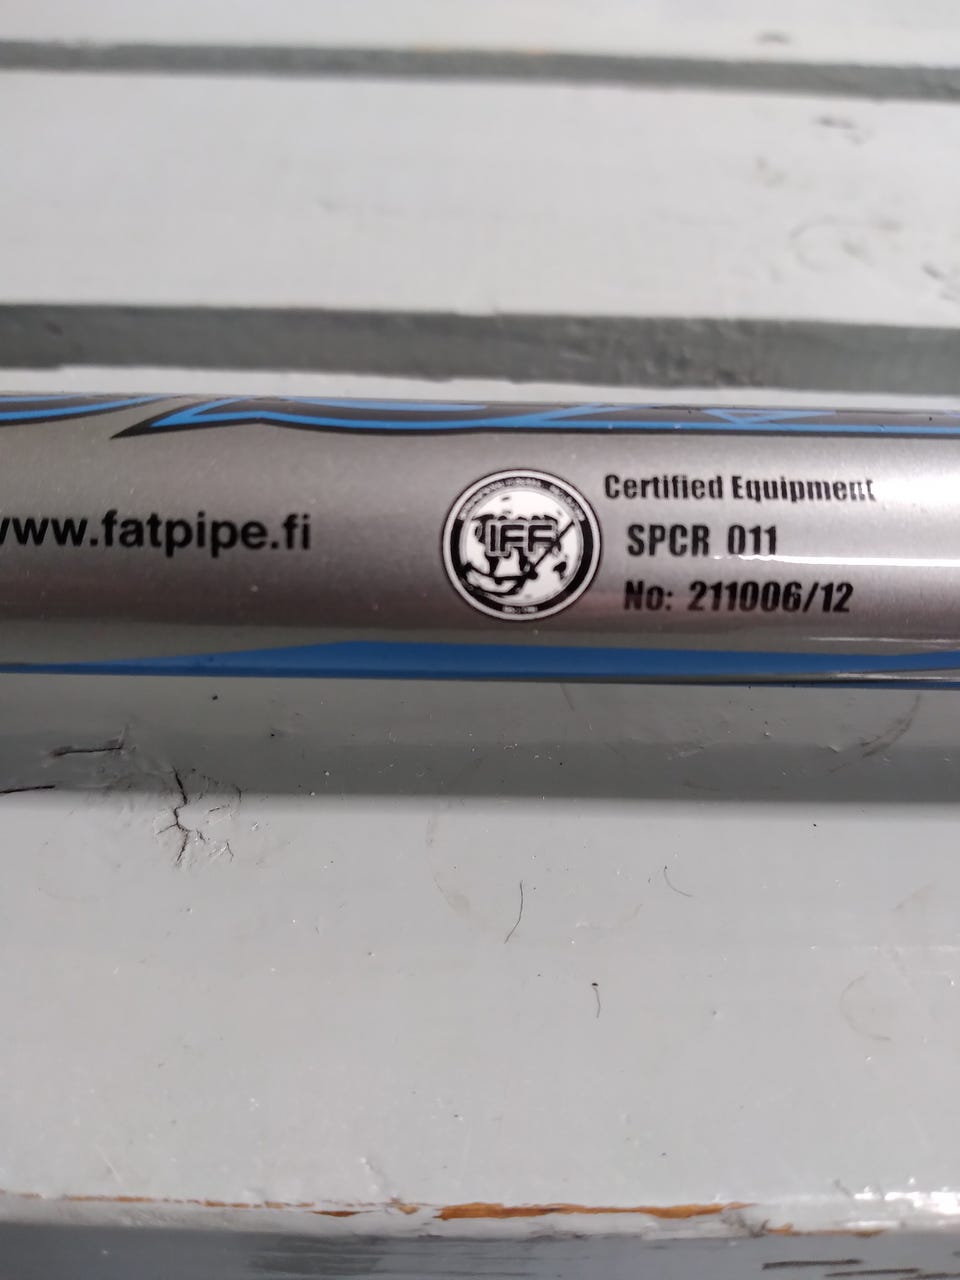 www.fatpipe.fi
IFF
Certified Equipment
SPCR 011
No: 211006/12